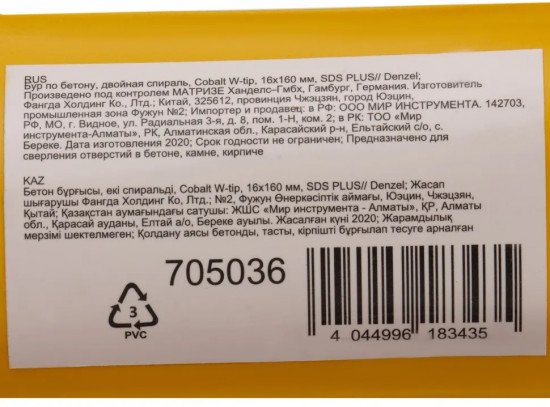 RUS
Бур по бетону, двойная спираль, Cobalt W-tip, 16x160 мм, SDS PLUS// Denzel;
Произведено под контролем МАТРИЗЕ Ханделс–Гмбх, Гамбург, Германия. Изготовитель
Фангда Холдинг Ко., Лтд.; Китай, 325612, провинция Чжэцзян, город Юэцин,
промышленная зона Фужун №2; Импортер и продавец: в РФ: ООО МИР ИНСТРУМЕНТА. 142703,
РФ, МО, г. Видное, ул. Радиальная 3-я, д. 8, пом. 1-Н, ком. 2; в РК: ТОО «Мир
инструмента-Алматы», РК, Алматинская обл., Карасайский р-н, Ельтайский с/о, с.
Береке. Дата изготовления 2020; Срок годности не ограничен; Предназначено для
сверления отверстий в бетоне, камне, кирпиче
KAZ
Бетон бұрғысы, екі спиральді, Cobalt W-tip, 16x160 мм, SDS PLUS// Denzel; Жасап
шығарушы Фангда Холдинг Ко, Лтд.; №2, Фужун Өнеркәсіптік аймағы, Юэцин, Чжэцзян,
Қытай; Қазақстан аумағындағы сатушы: ЖШС «Мир инструмента - Алматы», ҚР, Алматы
обл., Қарасай ауданы, Елтай а/о, Береке ауылы. Жасалған күні 2020; Жарамдылық
мерзімі шектелмеген; Қолдану аясы бетонды, тасты, кірпішті бұрғылап тесуге арналған
705036
3
PVC
4 044996 183435